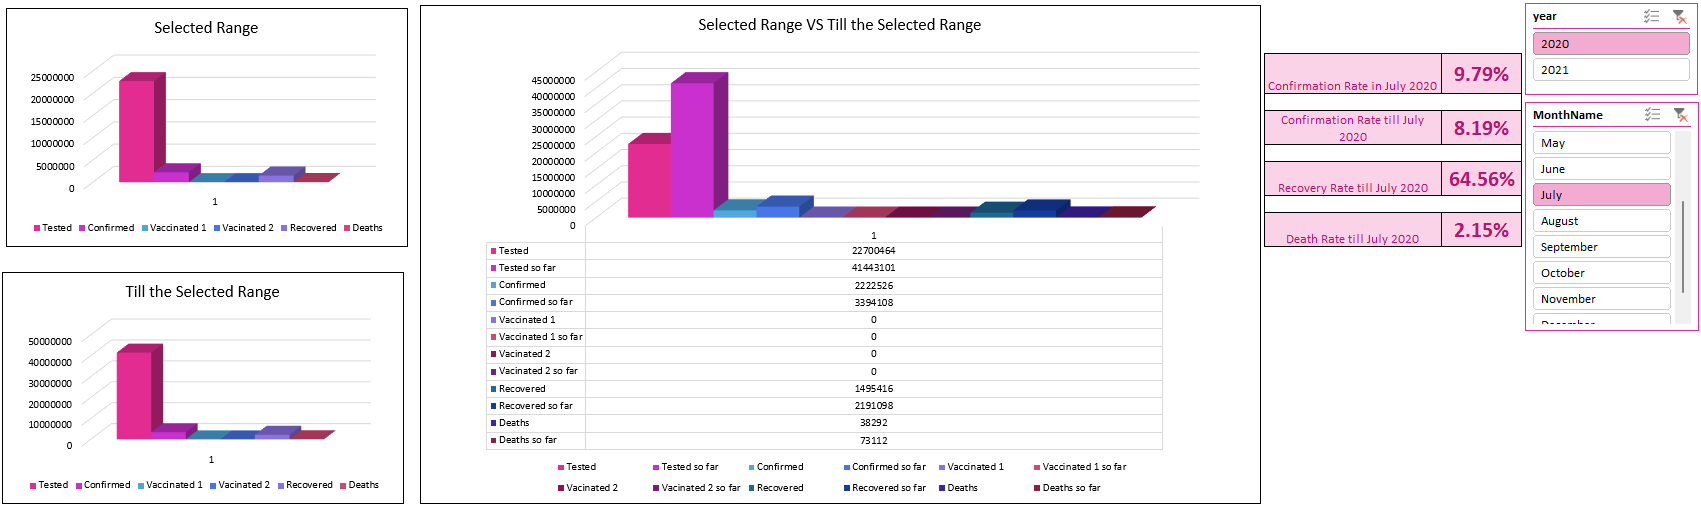 Selected Range
25000000
20000000
15000000
10000000
5000000
0
1
Tested Confirmed Vaccinated 1 Vacinated 2 Recovered Deaths
Till the Selected Range
50000000
40000000
30000000
20000000
10000000
0
1
Tested Confirmed Vaccinated 1 Vacinated 2 Recovered Deaths
Selected Range VS Till the Selected Range
45000000
40000000
35000000
30000000
25000000
20000000
15000000
10000000
5000000
0
1
Tested 22700464
Tested so far 41443101
Confirmed 2222526
Confirmed so far 3394108
Vaccinated 1 0
Vaccinated 1 so far 0
Vacinated 2 0
Vacinated 2 so far 0
Recovered 1495416
Recovered so far 2191098
Deaths 38292
Deaths so far 73112
Tested Tested so far Confirmed Confirmed so far Vaccinated 1 Vaccinated 1 so far
Vacinated 2 Vacinated 2 so far Recovered Recovered so far Deaths Deaths so far
Confirmation Rate in July 2020 9.79%
Confirmation Rate till July
2020 8.19%
Recovery Rate till July 2020 64.56%
Death Rate till July 2020 2.15%
year
2020
2021
MonthName
May
June
July
August
September
October
November
December